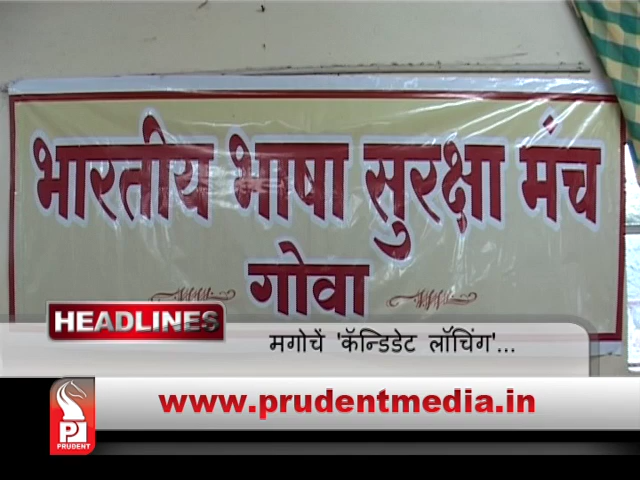 भारतीय भाषा सुरक्षा मंच
गोवा
HEADLINES
मगोचें 'कॅन्डिडेट लॉचिंग'...
www.prudentmedia.in
PRUDENT